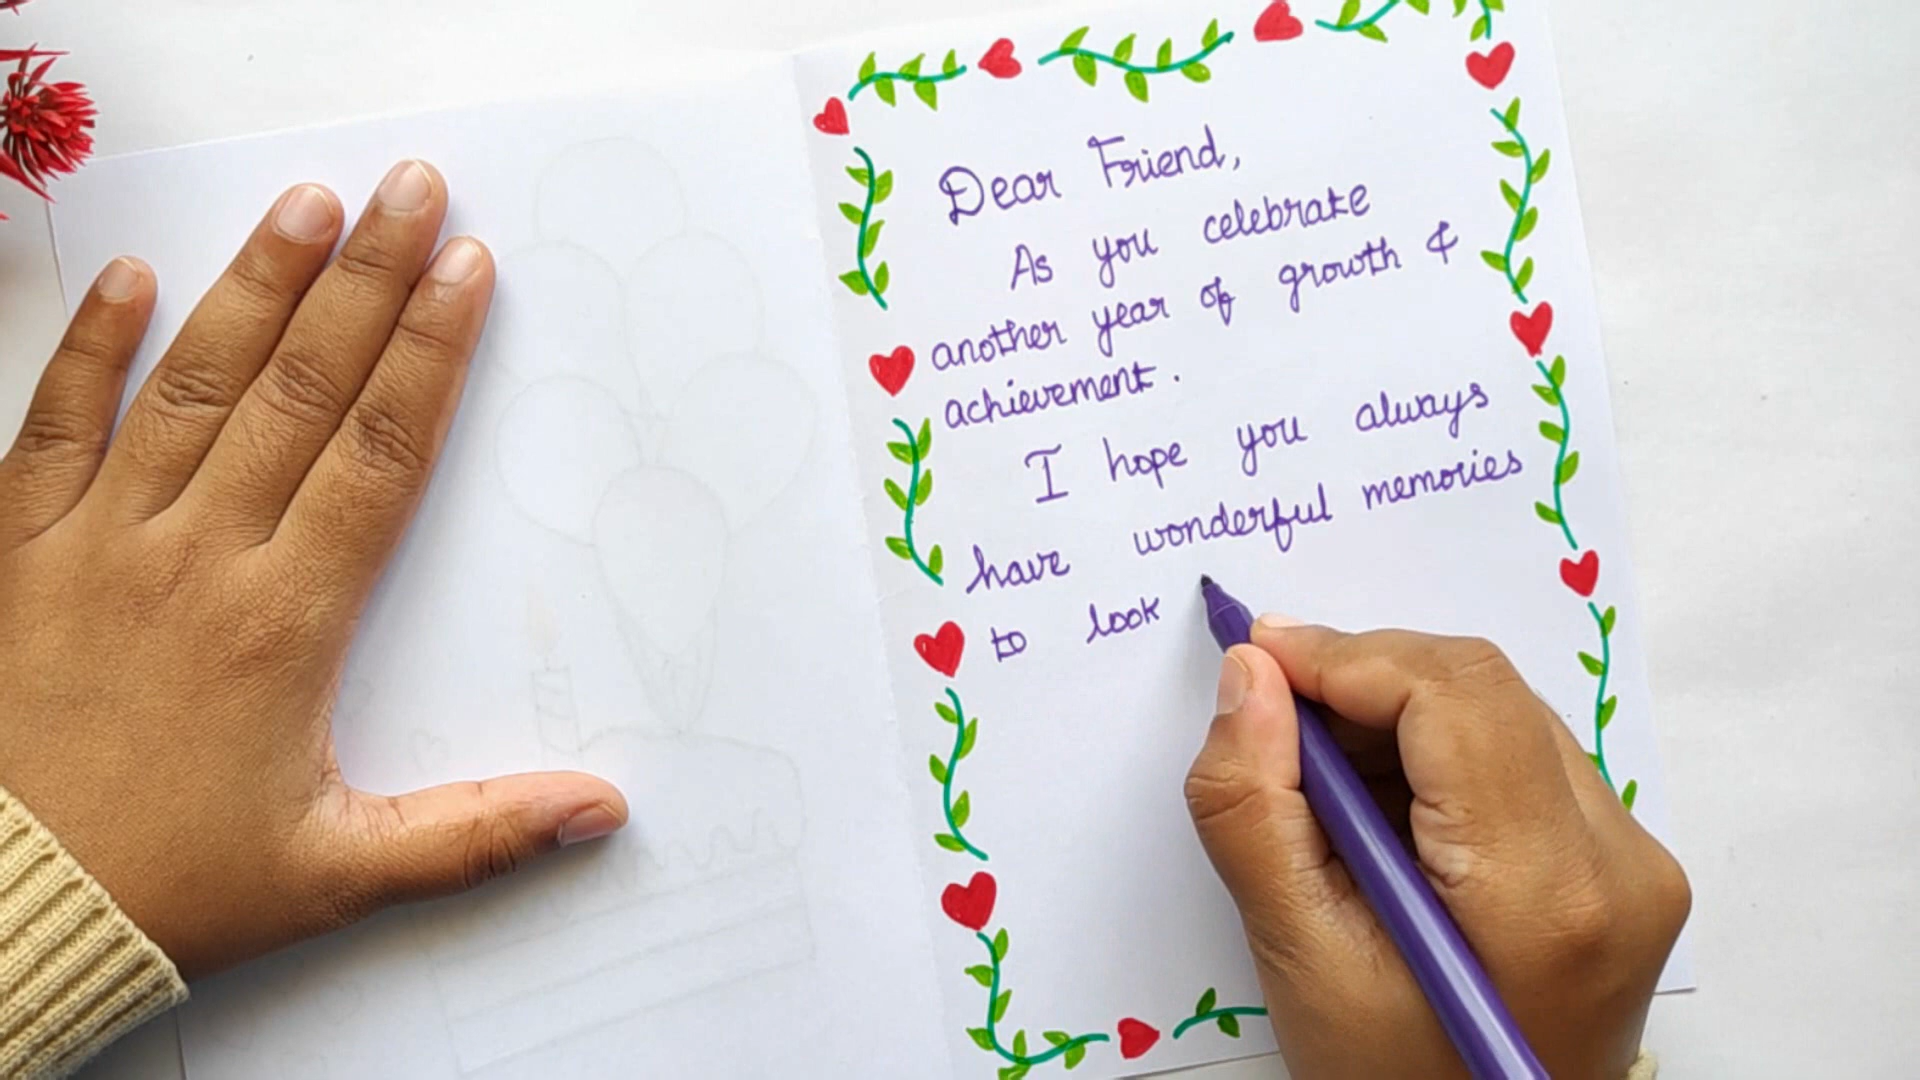 Dear Friend,
As you celebrate
another year of growth &
achievement.
I hope you always
have wonderful memories
to look